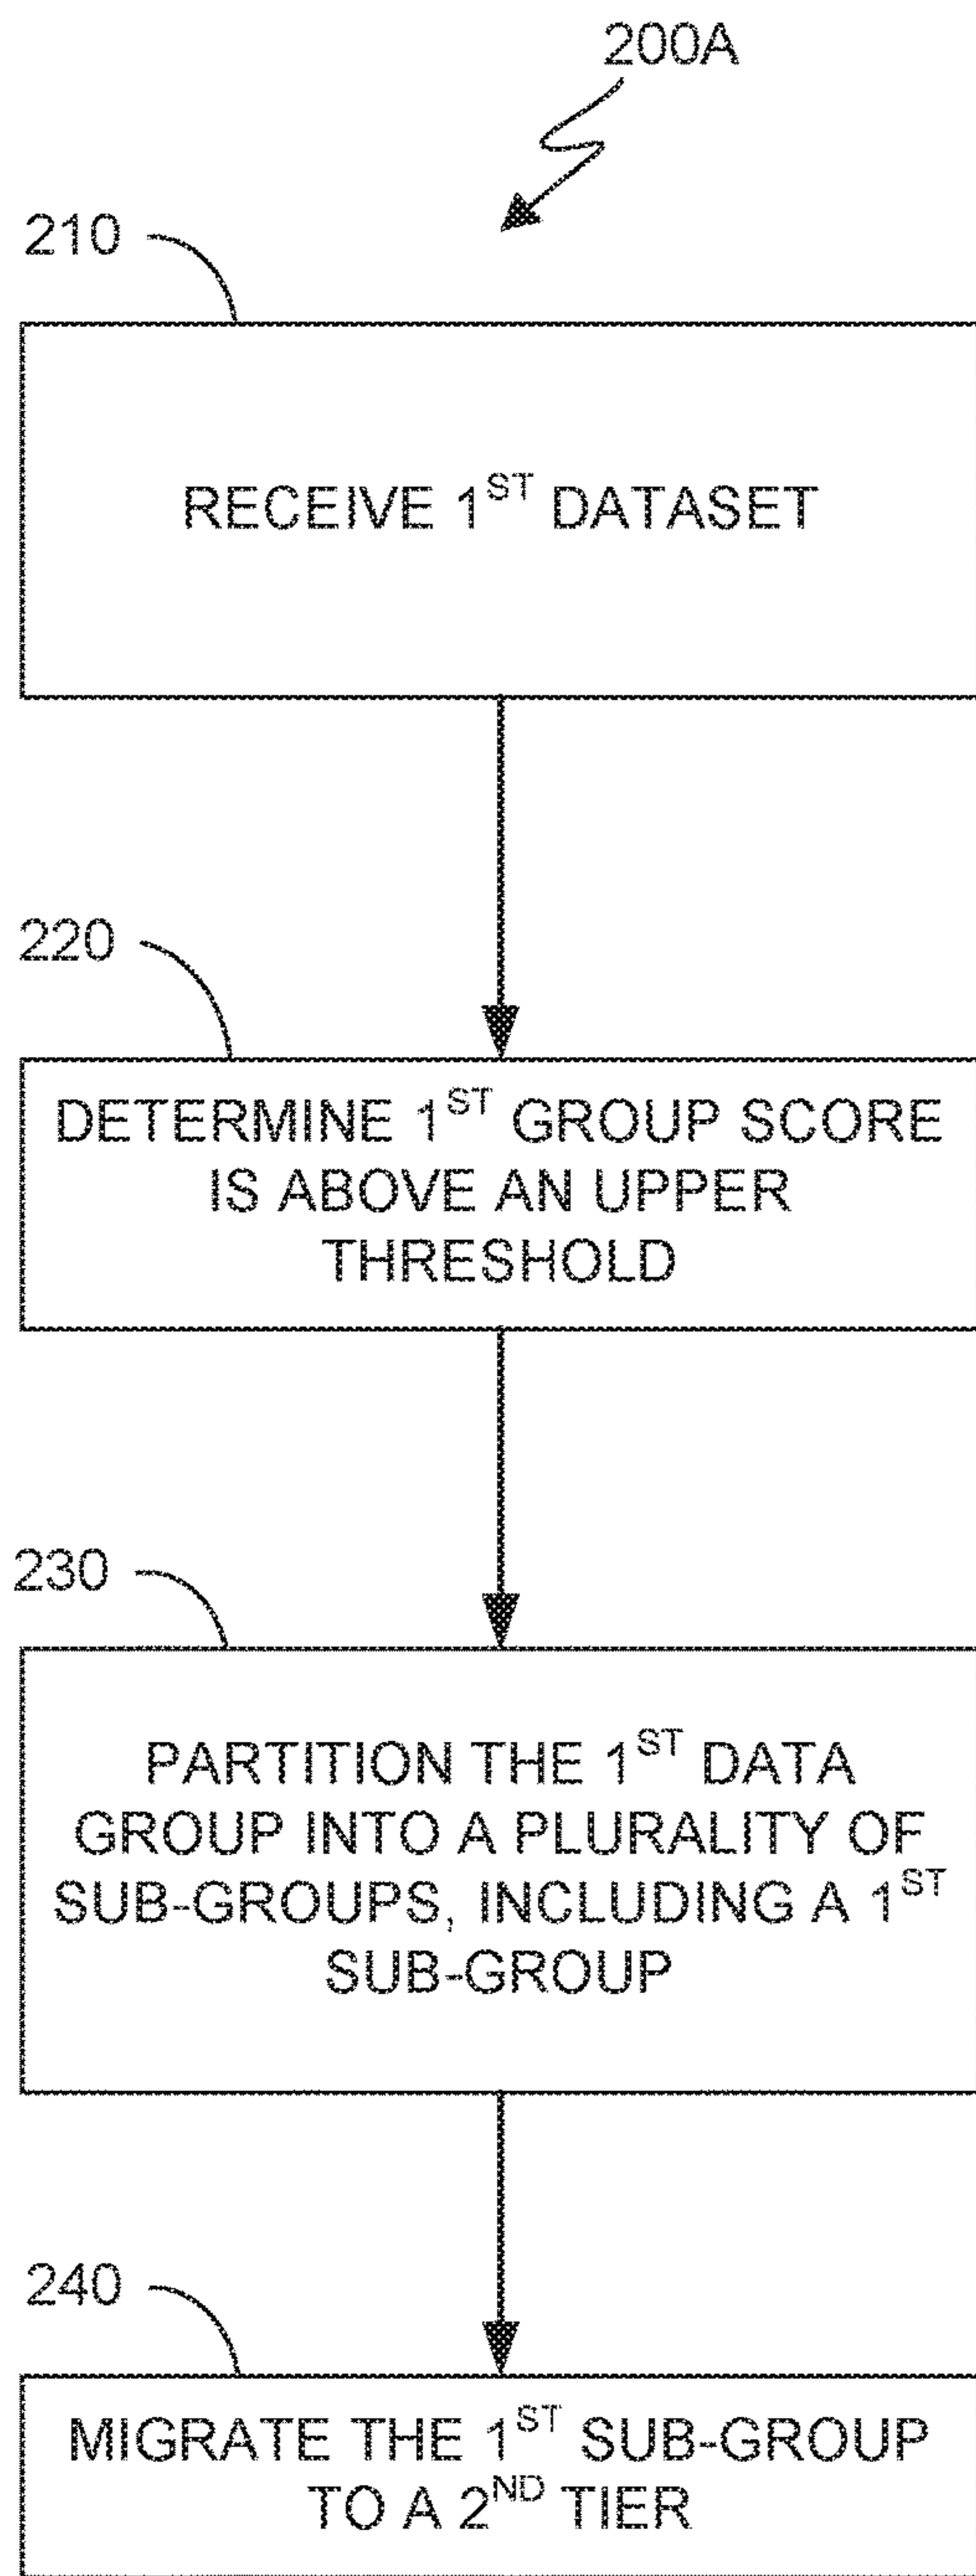 200A
210
RECEIVE 1ST DATASET
220
DETERMINE 1ST GROUP SCORE
IS ABOVE AN UPPER
THRESHOLD
230
PARTITION THE 1ST DATA
GROUP INTO A PLURALITY OF
SUB-GROUPS, INCLUDING A 1ST
SUB-GROUP
240
MIGRATE THE 1ST SUB-GROUP
TO A 2ND TIER